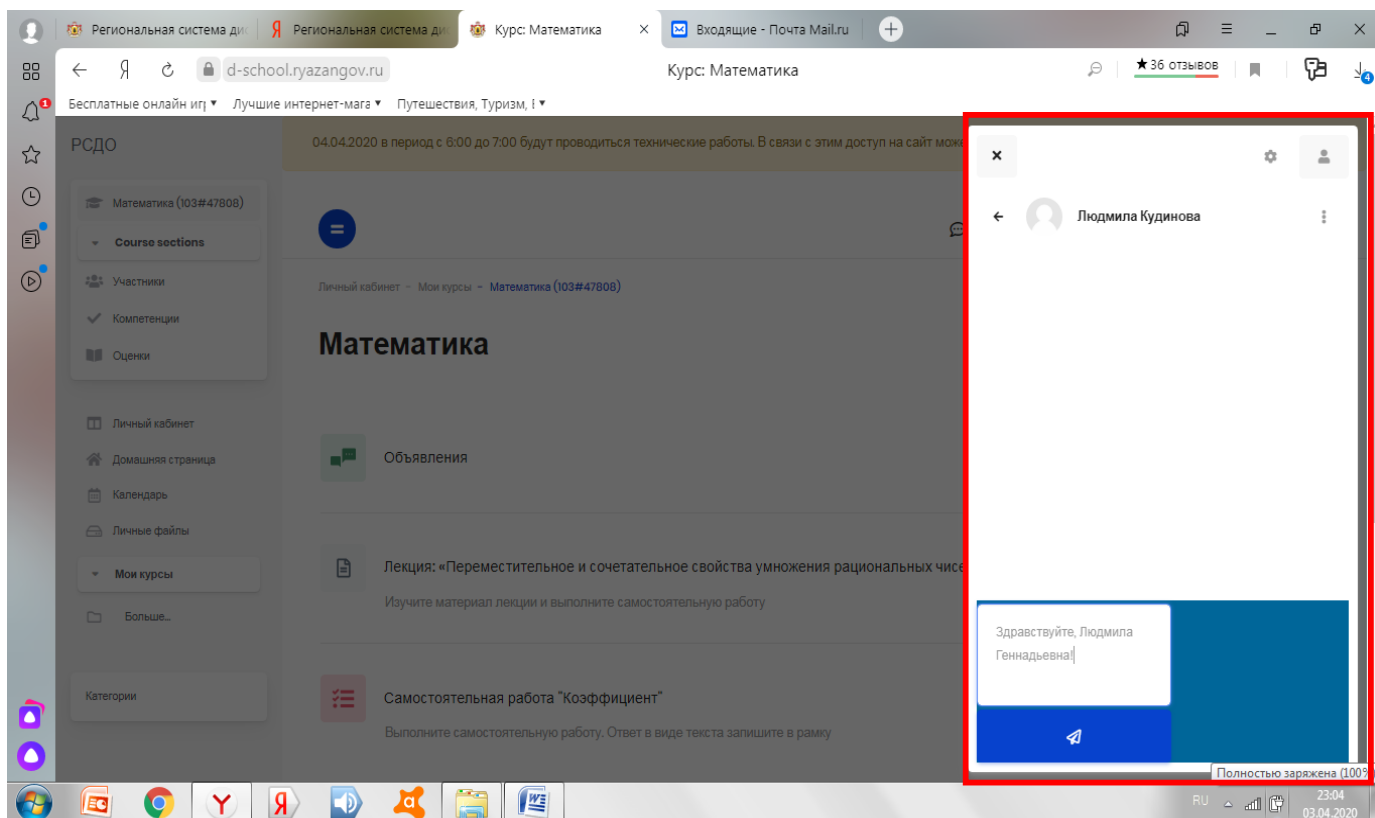 Региональная система ди
Региональная система ди
Курс: Математика
Входящие - Почта Mail.ru
d-school.ryazangov.ru
Курс: Математика
★36 отзывов
4
1
Бесплатные онлайн иг
Лучшие интернет-мага
Путешествия, Туризм, Е
РСДО
04.04.2020 в период с 6:00 до 7:00 будут проводиться технические работы. В связи с этим доступ на сайт може
Математика (103#47808)
Course sections
Участники
Компетенции
Оценки
Личный кабинет
Домашняя страница
Календарь
Личные файлы
Мои курсы
Больше...
Категории
Личный кабинет – Мои курсы – Математика (103#47808)
Математика
Объявления
Лекция: «Переместительное и сочетательное свойства умножения рациональных чисе
Изучите материал лекции и выполните самостоятельную работу
Самостоятельная работа "Коэффициент"
Выполните самостоятельную работу. Ответ в виде текста запишите в рамку
Людмила Кудинова
Здравствуйте, Людмила
Геннадьевна!
Полностью заряжена (100%
RU
23:04
03.04.2020